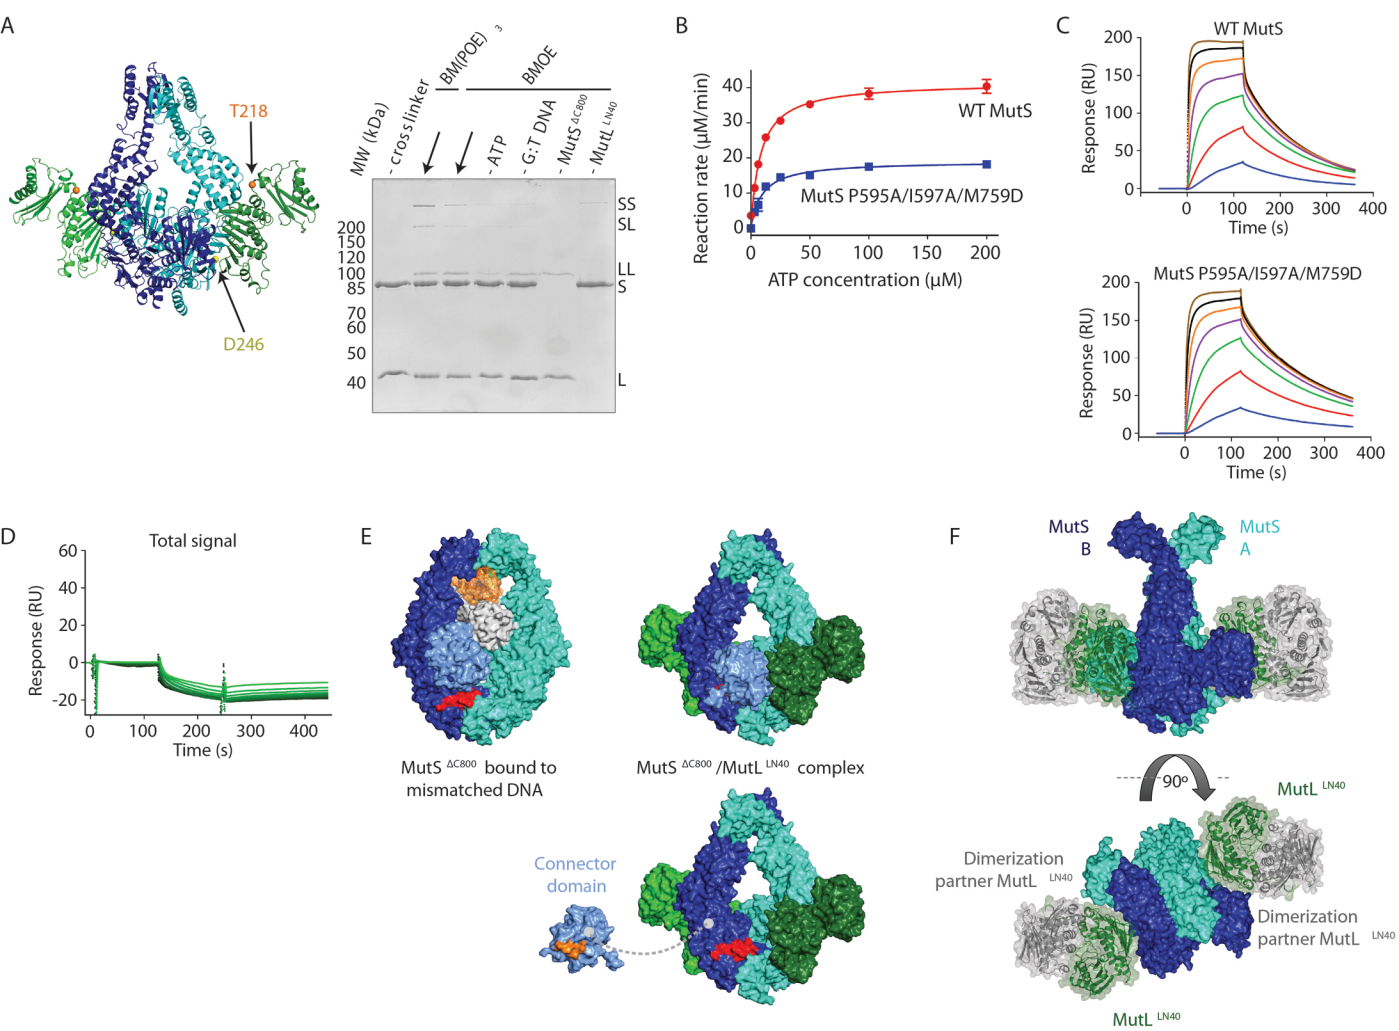 A
T218
D246
MW (kDa)
- cross linker
BM(POE) 3
BMOE
- ATP
- G:T DNA
- MutS ΔC800
- MutL LN40
200
150
120
100
85
70
60
50
40
SS
SL
LL
S
L
B
Reaction rate (μM/min)
40
30
20
10
0
WT MutS
MutS P595A/I597A/M759D
0
50
100
150
200
ATP concentration (μM)
C
WT MutS
Response (RU)
200
150
100
50
0
0
100
200
300
400
Time (s)
MutS P595A/I597A/M759D
Response (RU)
200
150
100
50
0
0
100
200
300
400
Time (s)
D
Total signal
Response (RU)
60
40
20
0
-20
0
100
200
300
400
Time (s)
E
MutS ΔC800 bound to
mismatched DNA
MutS ΔC800 /MutL LN40 complex
Connector
domain
F
MutS
B
MutS
A
90º
MutL LN40
Dimerization
partner MutL LN40
Dimerization
partner MutL LN40
MutL LN40